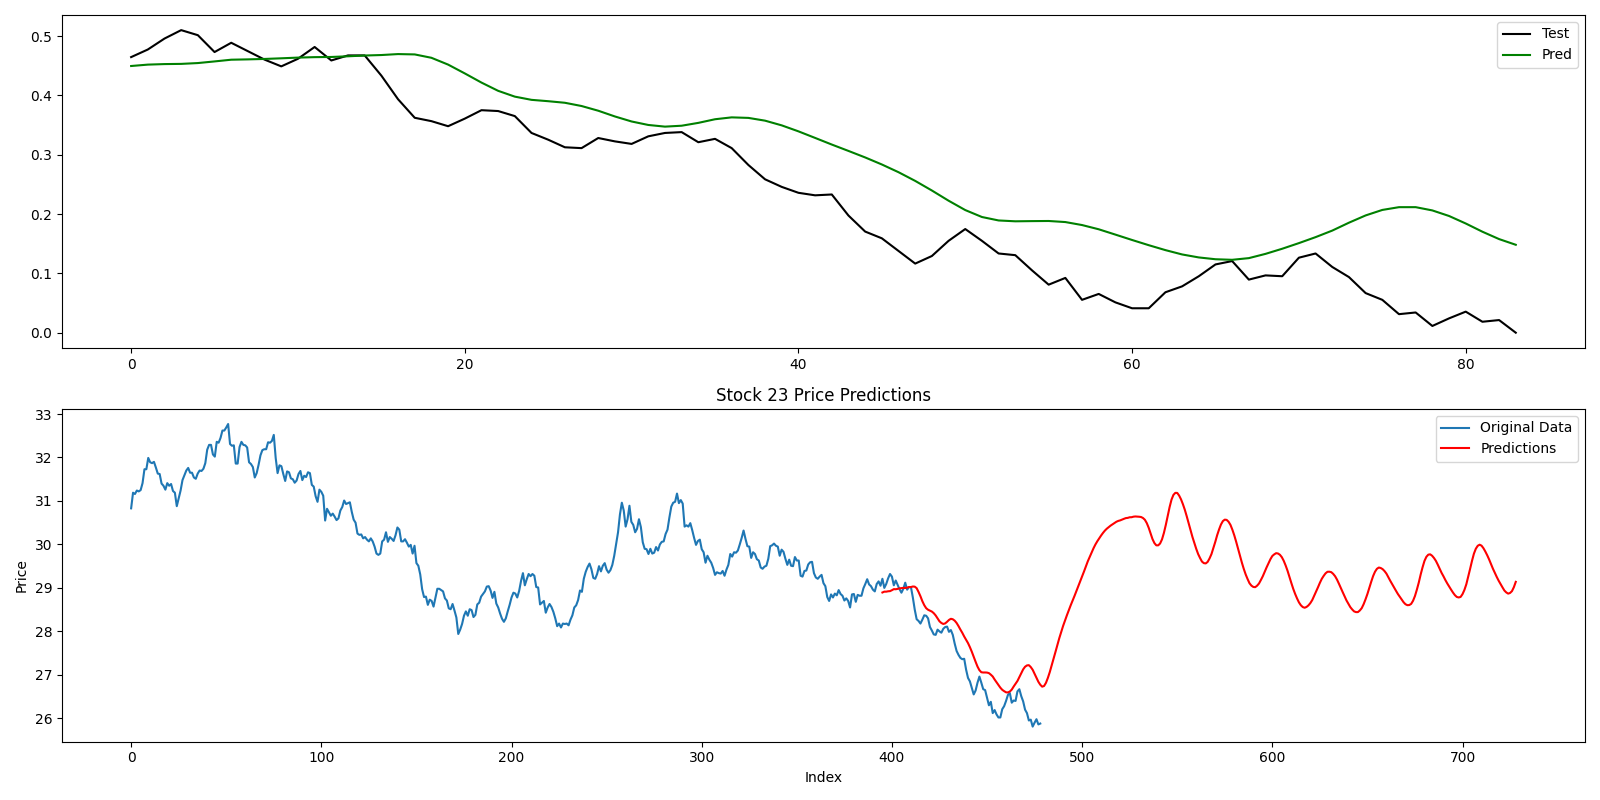 0.5
0.4
0.3
0.2
0.1
0.0
Test
Pred
0 20 40 60 80
Stock 23 Price Predictions
33
32
31
30
29
28
27
26
Price
Original Data
Predictions
0 100 200 300 400 500 600 700
Index